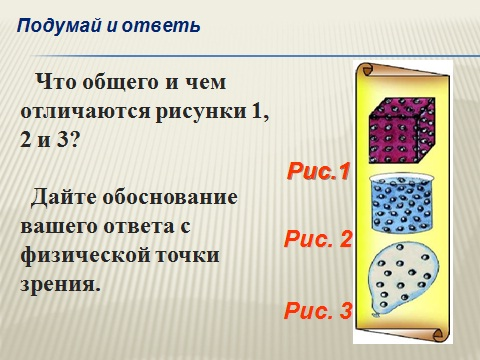 Подумай и ответь
Что общего и чем
отличаются рисунки 1,
2 и 3?
Дайте обоснование
вашего ответа с
физической точки
зрения.
Рис.1
Рис. 2
Рис. 3